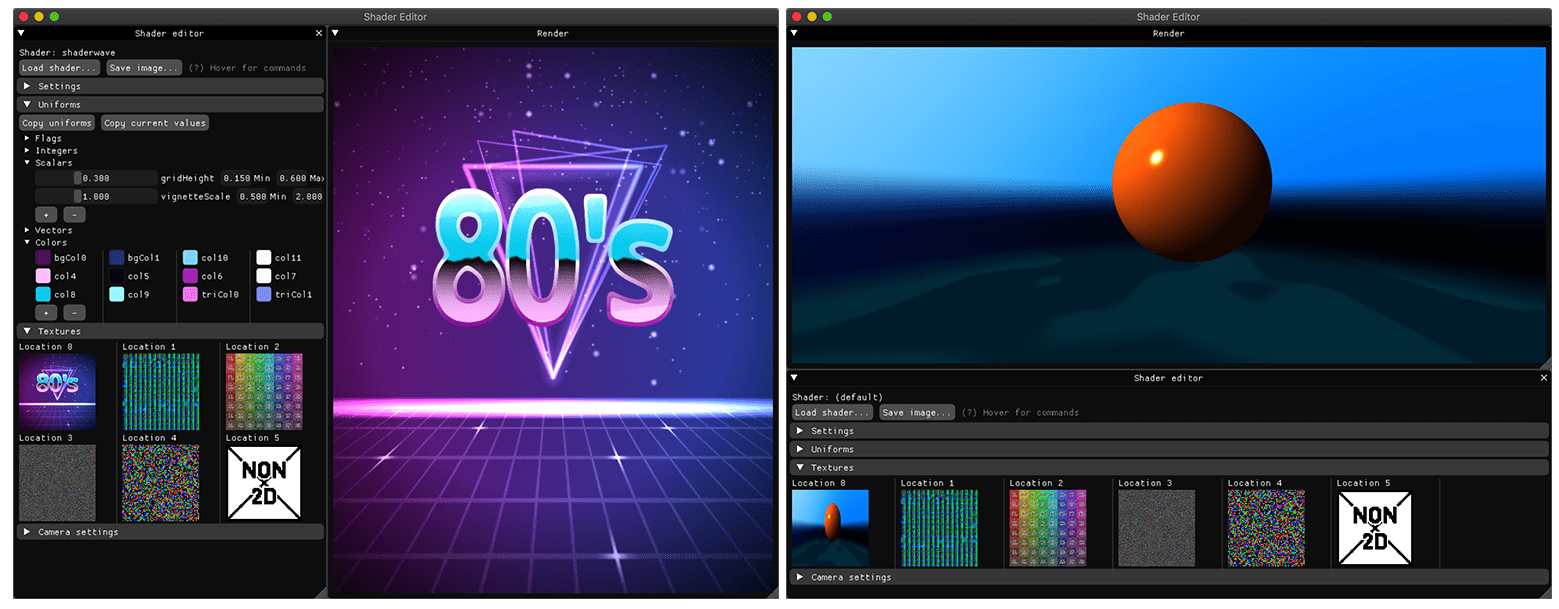 Shader Editor
Shader editor
Shader: shaderwave
Load shader... Save image... (?) Hover for commands
Settings
Uniforms
Copy uniforms Copy current values
Flags
Integers
Scalars
0.300 gridHeight 0.150 Min 0.600 Max
1.000 vignetteScale 0.500 Min 2.000
+ -
Vectors
Colors
bgCol0 bgCol1 col10 col11
col4 col5 col6 col7
col8 col9 triCol0 triCol1
+ -
Textures
Location 0 Location 1 Location 2
80's
Location 3 Location 4 Location 5
NON
x
2D
Camera settings
Render
80's
Shader Editor
Render
Shader editor
Shader: (default)
Load shader... Save image... (?) Hover for commands
Settings
Uniforms
Textures
Location 0 Location 1 Location 2 Location 3 Location 4 Location 5
NON
x
2D
Camera settings